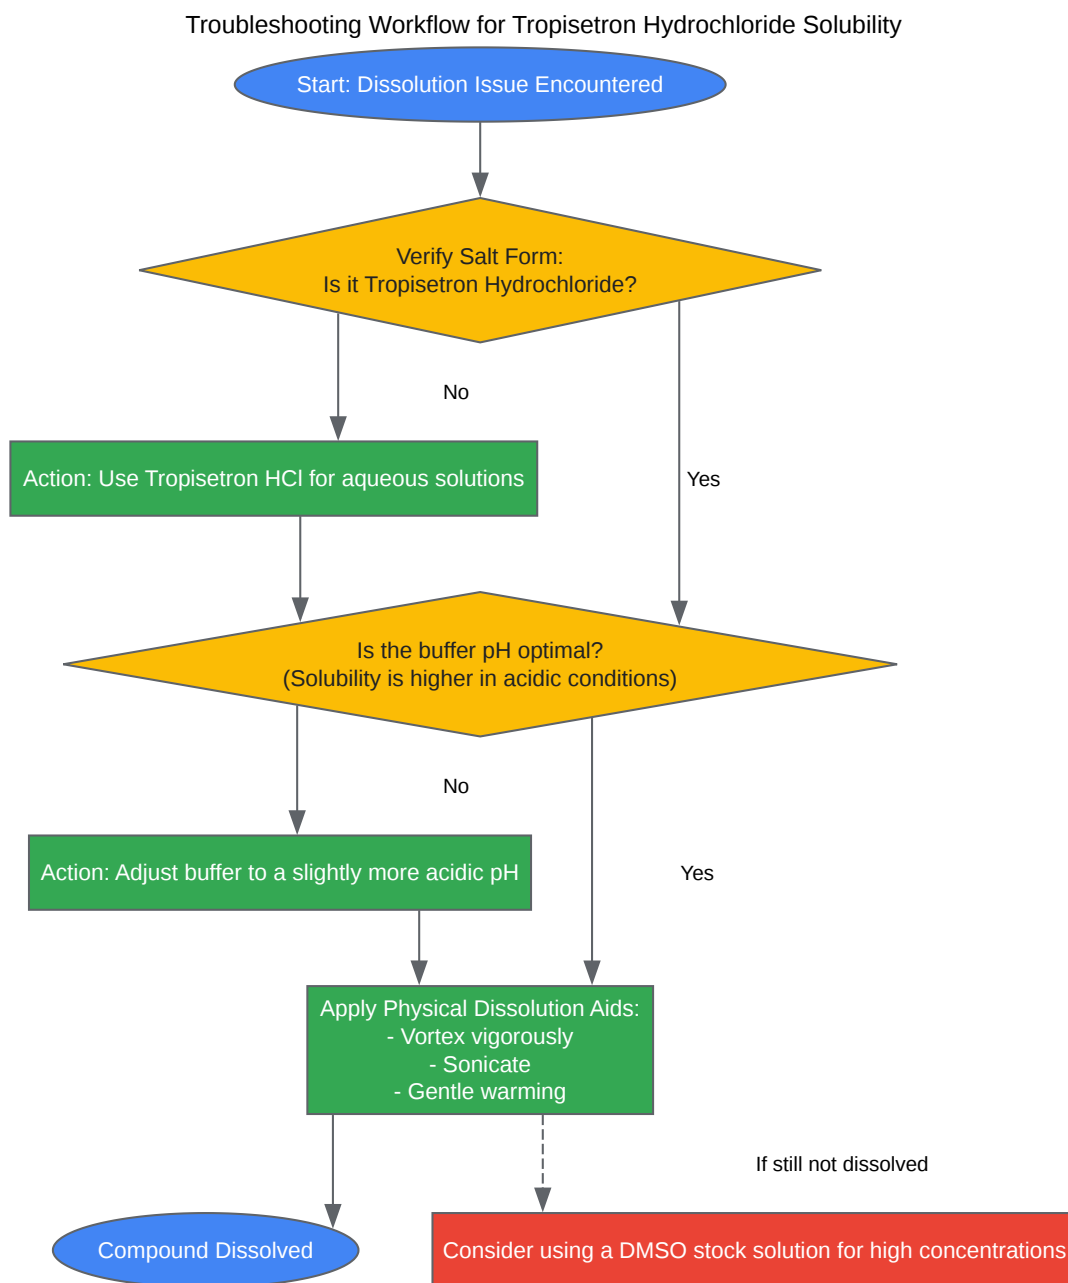 Troubleshooting Workflow for Tropisetron Hydrochloride Solubility
Start: Dissolution Issue Encountered
Verify Salt Form:
Is it Tropisetron Hydrochloride?
No
Action: Use Tropisetron HCl for aqueous solutions
Yes
Is the buffer pH optimal?
(Solubility is higher in acidic conditions)
No
Action: Adjust buffer to a slightly more acidic pH
Yes
Apply Physical Dissolution Aids:
- Vortex vigorously
- Sonicate
- Gentle warming
If still not dissolved
Compound Dissolved
Consider using a DMSO stock solution for high concentrations